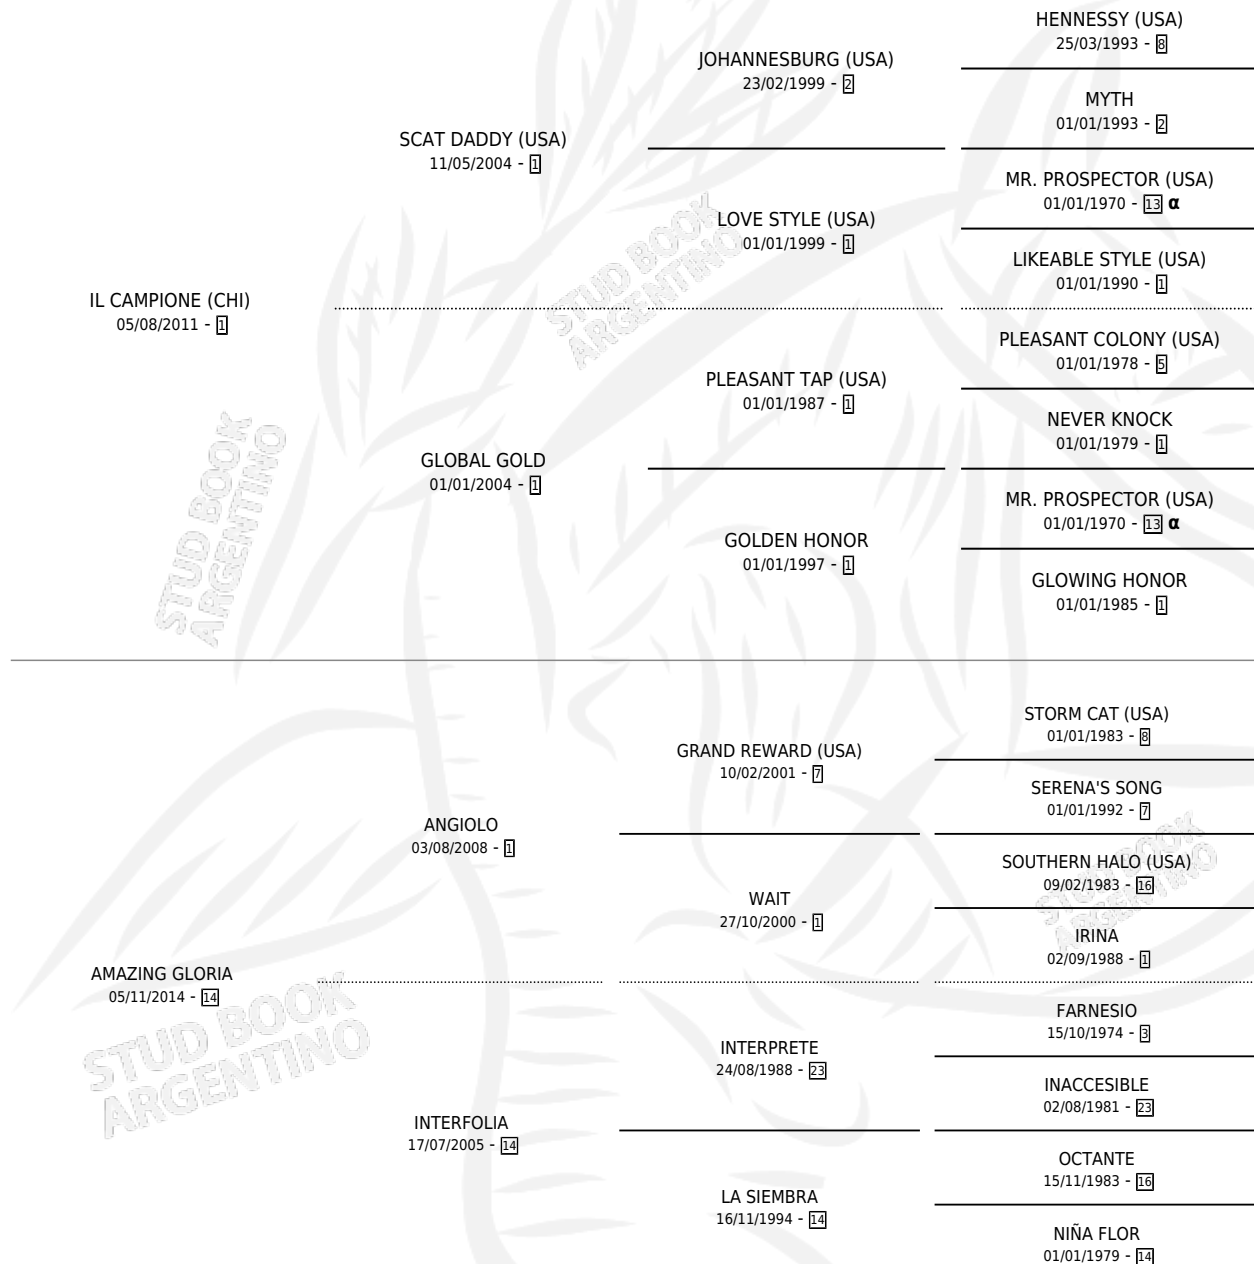 HENNESSY (USA)
25/03/1993 - 8
JOHANNESBURG (USA)
23/02/1999 - 2
MYTH
01/01/1993 - 2
SCAT DADDY (USA)
11/05/2004 - 1
MR. PROSPECTOR (USA)
01/01/1970 - 13 α
LOVE STYLE (USA)
01/01/1999 - 1
LIKEABLE STYLE (USA)
01/01/1990 - 1
IL CAMPIONE (CHI)
05/08/2011 - 1
PLEASANT COLONY (USA)
01/01/1978 - 5
PLEASANT TAP (USA)
01/01/1987 - 1
NEVER KNOCK
01/01/1979 - 1
GLOBAL GOLD
01/01/2004 - 1
MR. PROSPECTOR (USA)
01/01/1970 - 13 α
GOLDEN HONOR
01/01/1997 - 1
GLOWING HONOR
01/01/1985 - 1
STORM CAT (USA)
01/01/1983 - 8
GRAND REWARD (USA)
10/02/2001 - 7
SERENA'S SONG
01/01/1992 - 7
ANGIOLO
03/08/2008 - 1
SOUTHERN HALO (USA)
09/02/1983 - 16
WAIT
27/10/2000 - 1
IRINA
02/09/1988 - 1
AMAZING GLORIA
05/11/2014 - 14
FARNESIO
15/10/1974 - 3
INTERPRETE
24/08/1988 - 23
INACCESIBLE
02/08/1981 - 23
INTERFOLIA
17/07/2005 - 14
OCTANTE
15/11/1983 - 16
LA SIEMBRA
16/11/1994 - 14
NIÑA FLOR
01/01/1979 - 14
STUD BOOK
ARGENTINO
STUD BOOK
ARGENTINO
STUD BOOK
ARGENTINO
STUD BOOK
ARGENTINO